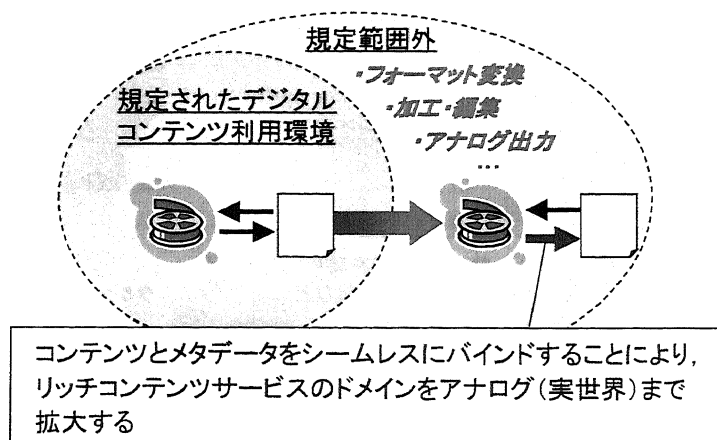 規定範囲外
・フォーマット変換
・加工・編集
・アナログ出力
…
規定されたデジタル
コンテンツ利用環境
コンテンツとメタデータをシームレスにバインドすることにより,
リッチコンテンツサービスのドメインをアナログ(実世界)まで
拡大する